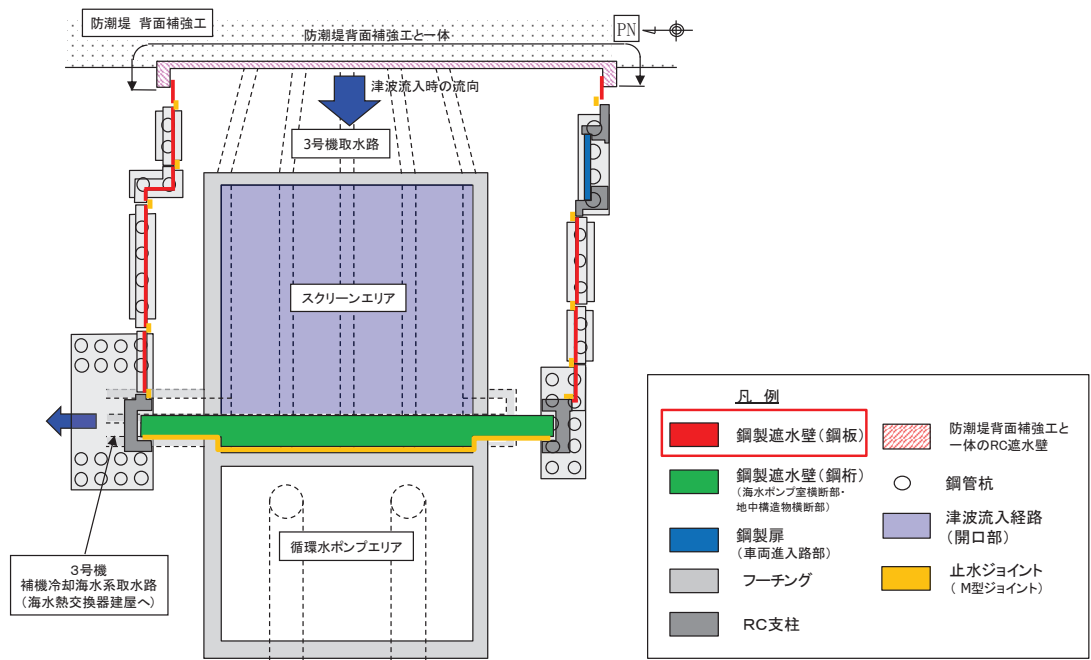 防潮堤 背面補強工
防潮堤背面補強工と一体
PN
津波流入時の流向
3号機取水路
スクリーンエリア
循環水ポンプエリア
3号機
補機冷却海水系取水路
(海水熱交換器建屋へ)
凡 例
鋼製遮水壁(鋼板)
鋼製遮水壁(鋼桁)
(海水ポンプ室横断部・
地中構造物横断部)
鋼製扉
(車両進入路部)
フーチング
RC支柱
防潮堤背面補強工と
一体のRC遮水壁
鋼管杭
津波流入経路
(開口部)
止水ジョイント
( M型ジョイント)